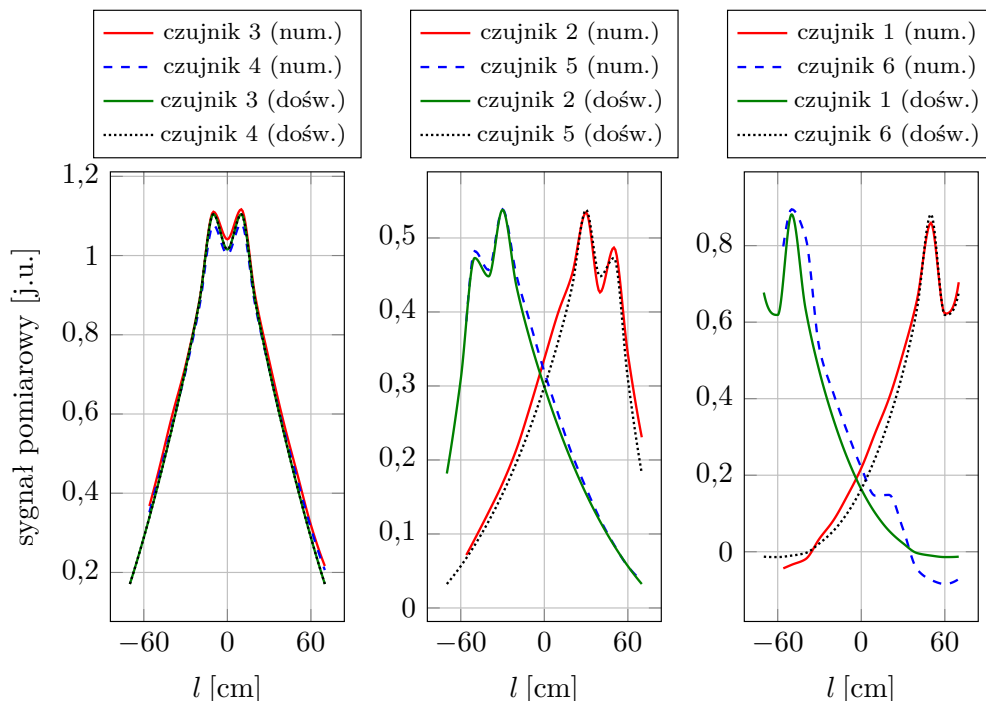 czujnik 3 (num.)
czujnik 4 (num.)
czujnik 3 (dośw.)
czujnik 4 (dośw.)
czujnik 2 (num.)
czujnik 5 (num.)
czujnik 2 (dośw.)
czujnik 5 (dośw.)
czujnik 1 (num.)
czujnik 6 (num.)
czujnik 1 (dośw.)
czujnik 6 (dośw.)
sygnał pomiarowy [j.u.]
1,2
1
0,8
0,6
0,4
0,2
−60 0 60
l [cm]
0,5
0,4
0,3
0,2
0,1
0
−60 0 60
l [cm]
0,8
0,6
0,4
0,2
0
−60 0 60
l [cm]